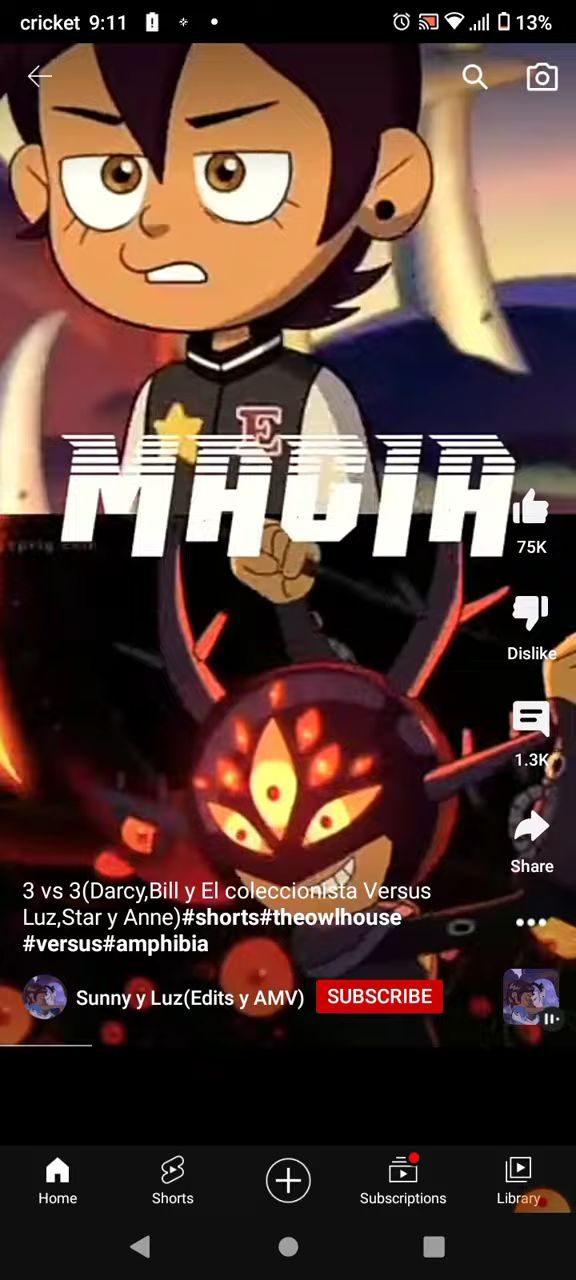 cricket 9:11
13%
E
MAGIA
75K
Dislike
1.3K
Share
3 vs 3(Darcy,Bill y El coleccionista Versus
Luz,Star y Anne)#shorts#theowlhouse
#versus#amphibia
Sunny y Luz(Edits y AMV)
SUBSCRIBE
Home
Shorts
Subscriptions
Library